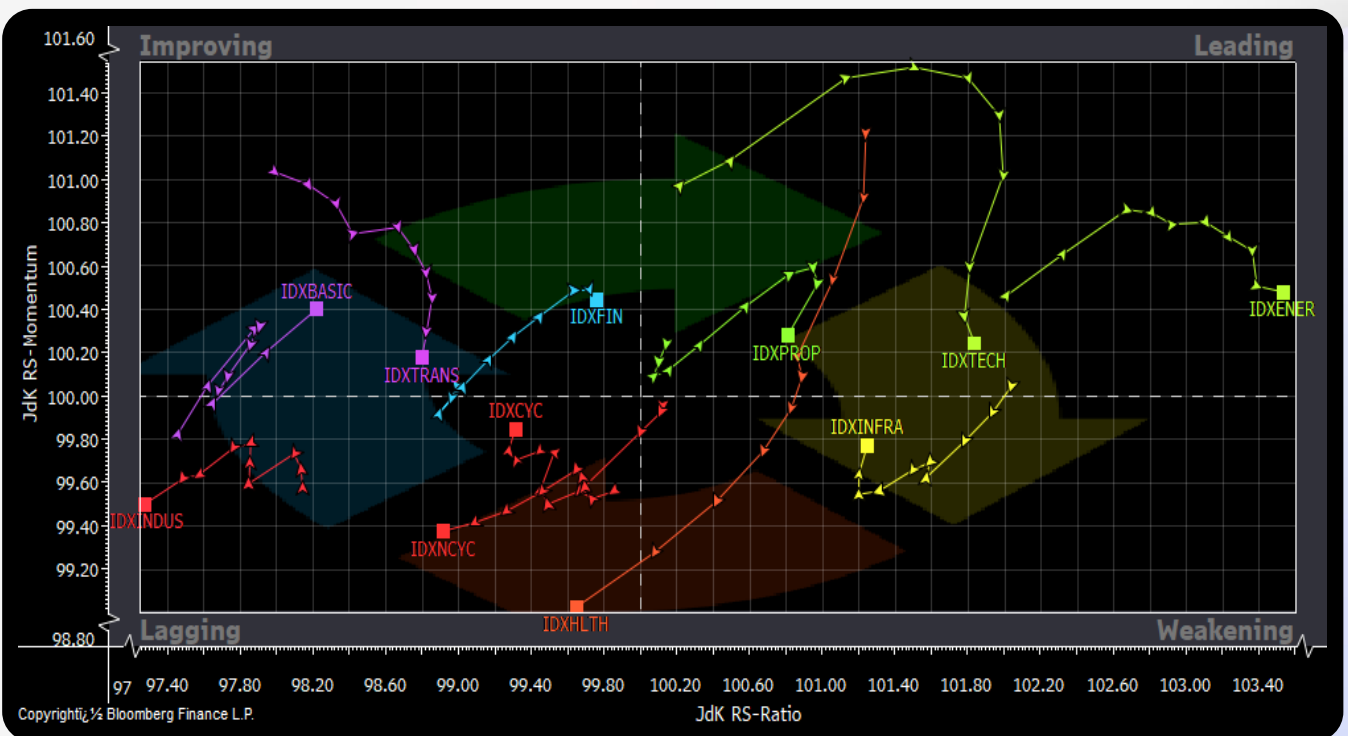 Improving
Leading
101.60
101.40
101.20
101.00
100.80
100.60
100.40
100.20
100.00
99.80
99.60
99.40
99.20
98.80
JdK RS-Momentum
IDXBASIC
IDXFIN
IDXENER
IDXPROP
IDXTECH
IDXTRANS
IDXCYC
IDXINFRA
IDXINDUS
IDXNCYC
IDXHLTH
Lagging
Weakening
97
97.40
97.80
98.20
98.60
99.00
99.40
99.80
100.20
100.60
101.00
101.40
101.80
102.20
102.60
103.00
103.40
Copyrightï¿½ Bloomberg Finance L.P.
JdK RS-Ratio